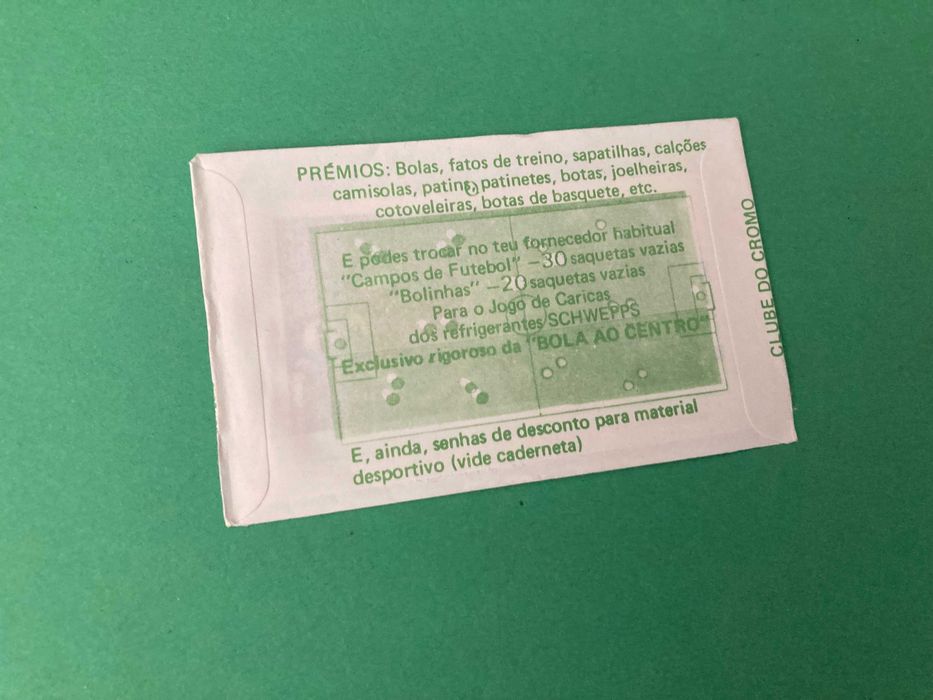 PRÉMIOS: Bolas, fatos de treino, sapatilhas, calções
camisolas, patins, patinetes, botas, joelheiras,
cotoveleiras, botas de basquete, etc.
E podes trocar no teu fornecedor habitual
"Campos de Futebol" – 30 saquetas vazias
"Bolinhas" – 20 saquetas vazias
Para o Jogo de Caricas
dos refrigerantes/SCHWEPPS
Exclusivo rigoroso da "BOLA AO CENTRO"
E, ainda, senhas de desconto para material
desportivo (vide caderneta)
CLUBE DO CROMO